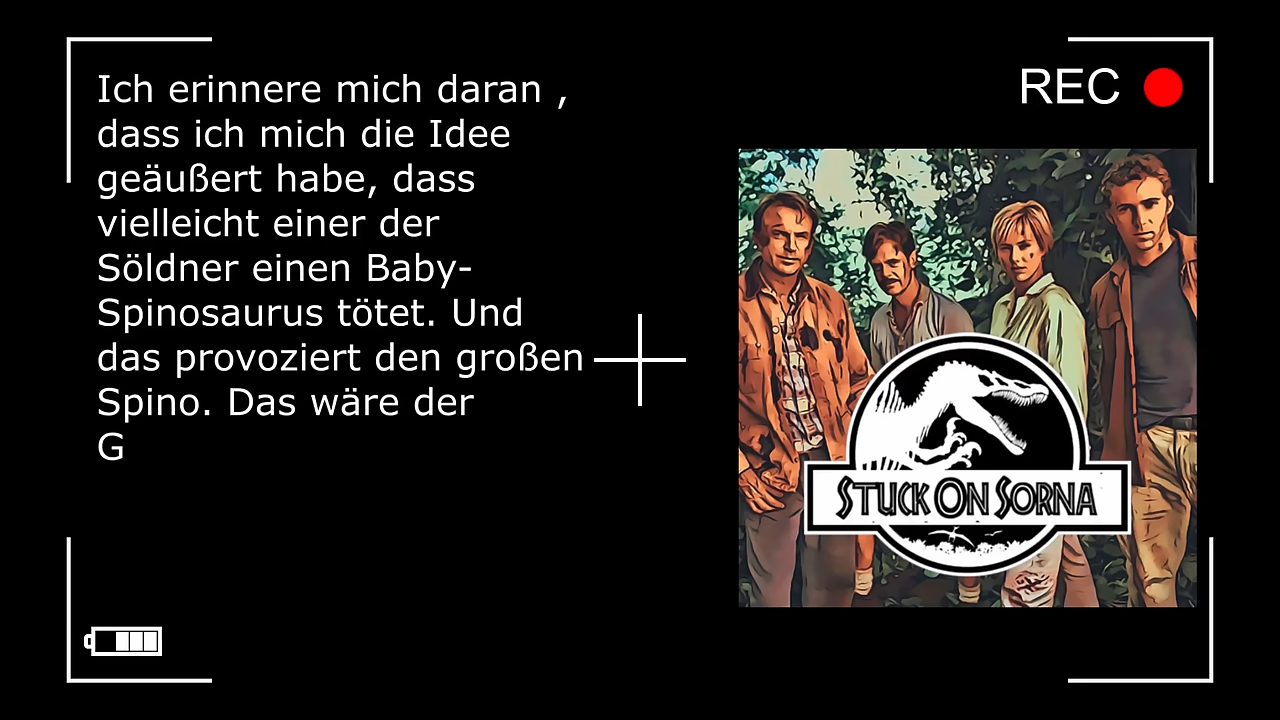 Ich erinnere mich daran ,
dass ich mich die Idee
geäußert habe, dass
vielleicht einer der
Söldner einen Baby-
Spinosaurus tötet. Und
das provoziert den großen
Spino. Das wäre der
G
REC
STUCK ON SORNA